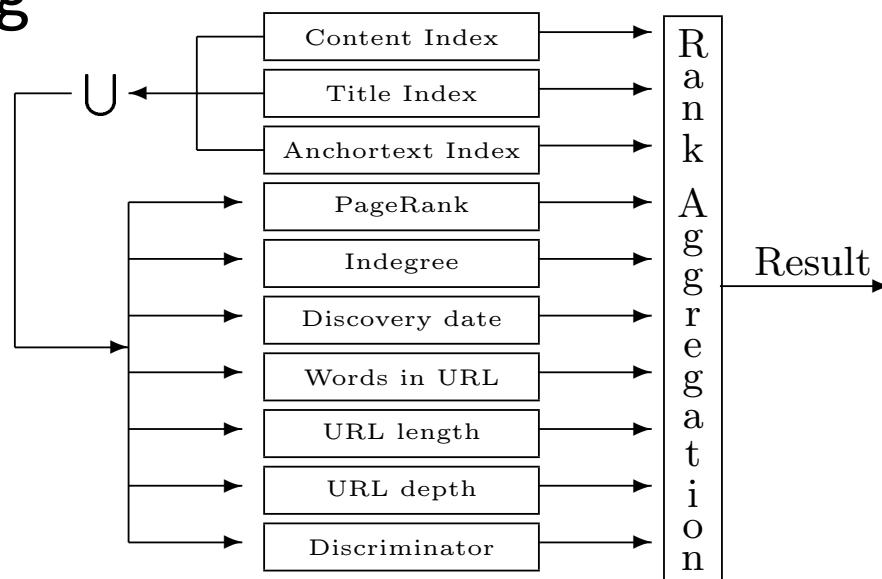 g
Content Index
Title Index
Anchortext Index
PageRank
Indegree
Discovery date
Words in URL
URL length
URL depth
Discriminator
⋃
Rank Aggregation
Result